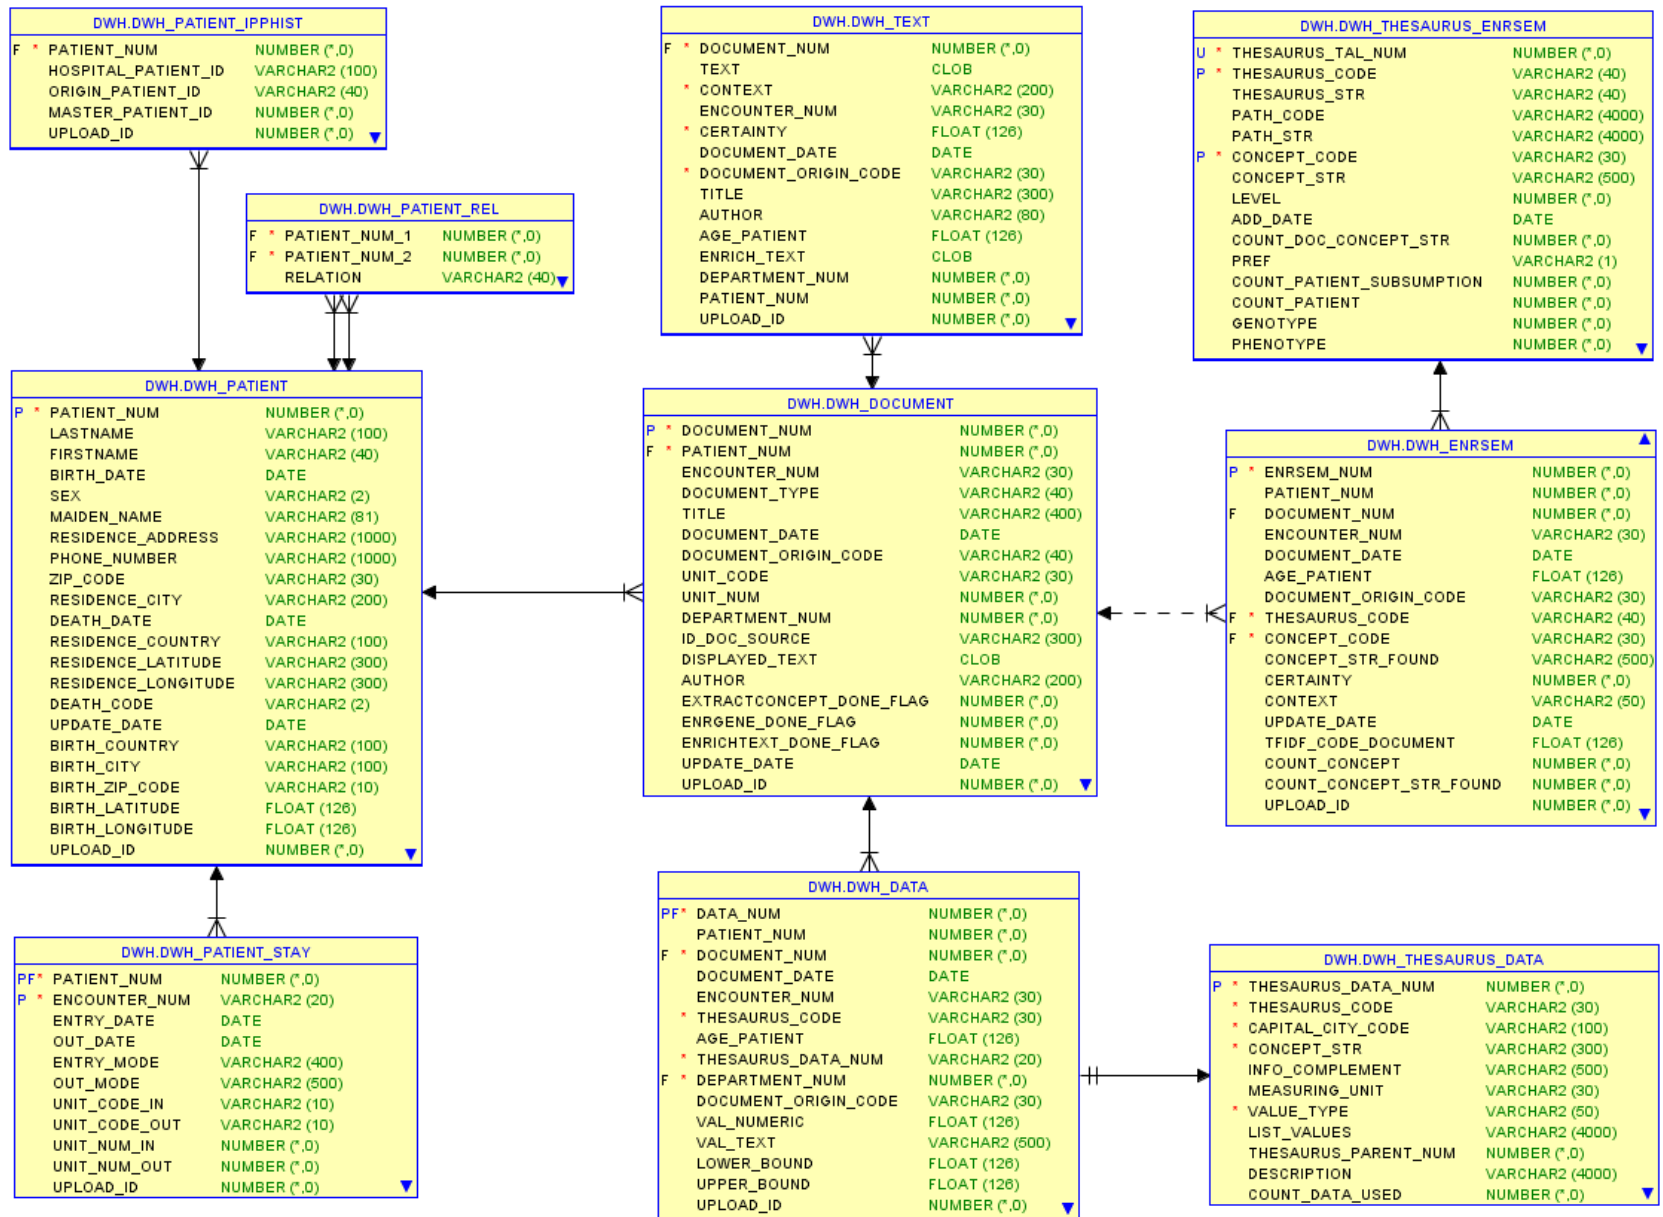 DWH.DWH_PATIENT_IPPHIST
F * PATIENT_NUM NUMBER (*,0)
HOSPITAL_PATIENT_ID VARCHAR2 (100)
ORIGIN_PATIENT_ID VARCHAR2 (40)
MASTER_PATIENT_ID NUMBER (*,0)
UPLOAD_ID NUMBER (*,0)
DWH.DWH_PATIENT_REL
F * PATIENT_NUM_1 NUMBER (*,0)
F * PATIENT_NUM_2 NUMBER (*,0)
RELATION VARCHAR2 (40)
DWH.DWH_PATIENT
P * PATIENT_NUM NUMBER (*,0)
LASTNAME VARCHAR2 (100)
FIRSTNAME VARCHAR2 (40)
BIRTH_DATE DATE
SEX VARCHAR2 (2)
MAIDEN_NAME VARCHAR2 (81)
RESIDENCE_ADDRESS VARCHAR2 (1000)
PHONE_NUMBER VARCHAR2 (1000)
ZIP_CODE VARCHAR2 (30)
RESIDENCE_CITY VARCHAR2 (200)
DEATH_DATE DATE
RESIDENCE_COUNTRY VARCHAR2 (100)
RESIDENCE_LATITUDE VARCHAR2 (300)
RESIDENCE_LONGITUDE VARCHAR2 (300)
DEATH_CODE VARCHAR2 (2)
UPDATE_DATE DATE
BIRTH_COUNTRY VARCHAR2 (100)
BIRTH_CITY VARCHAR2 (100)
BIRTH_ZIP_CODE VARCHAR2 (10)
BIRTH_LATITUDE FLOAT (126)
BIRTH_LONGITUDE FLOAT (126)
UPLOAD_ID NUMBER (*,0)
DWH.DWH_PATIENT_STAY
PF* PATIENT_NUM NUMBER (*,0)
P * ENCOUNTER_NUM VARCHAR2 (20)
ENTRY_DATE DATE
OUT_DATE DATE
ENTRY_MODE VARCHAR2 (400)
OUT_MODE VARCHAR2 (500)
UNIT_CODE_IN VARCHAR2 (10)
UNIT_CODE_OUT VARCHAR2 (10)
UNIT_NUM_IN NUMBER (*,0)
UNIT_NUM_OUT NUMBER (*,0)
UPLOAD_ID NUMBER (*,0)
DWH.DWH_TEXT
F * DOCUMENT_NUM NUMBER (*,0)
TEXT CLOB
* CONTEXT VARCHAR2 (200)
ENCOUNTER_NUM VARCHAR2 (30)
* CERTAINTY FLOAT (126)
DOCUMENT_DATE DATE
* DOCUMENT_ORIGIN_CODE VARCHAR2 (30)
TITLE VARCHAR2 (300)
AUTHOR VARCHAR2 (80)
AGE_PATIENT FLOAT (126)
ENRICH_TEXT CLOB
DEPARTMENT_NUM NUMBER (*,0)
PATIENT_NUM NUMBER (*,0)
UPLOAD_ID NUMBER (*,0)
DWH.DWH_DOCUMENT
P * DOCUMENT_NUM NUMBER (*,0)
F * PATIENT_NUM NUMBER (*,0)
ENCOUNTER_NUM VARCHAR2 (30)
DOCUMENT_TYPE VARCHAR2 (40)
TITLE VARCHAR2 (400)
DOCUMENT_DATE DATE
DOCUMENT_ORIGIN_CODE VARCHAR2 (40)
UNIT_CODE VARCHAR2 (30)
UNIT_NUM NUMBER (*,0)
DEPARTMENT_NUM NUMBER (*,0)
ID_DOC_SOURCE VARCHAR2 (300)
DISPLAYED_TEXT CLOB
AUTHOR VARCHAR2 (200)
EXTRACTCONCEPT_DONE_FLAG NUMBER (*,0)
ENRGENE_DONE_FLAG NUMBER (*,0)
ENRICHTEXT_DONE_FLAG NUMBER (*,0)
UPDATE_DATE DATE
UPLOAD_ID NUMBER (*,0)
DWH.DWH_DATA
PF* DATA_NUM NUMBER (*,0)
PATIENT_NUM NUMBER (*,0)
F * DOCUMENT_NUM NUMBER (*,0)
DOCUMENT_DATE DATE
ENCOUNTER_NUM VARCHAR2 (30)
* THESAURUS_CODE VARCHAR2 (30)
AGE_PATIENT FLOAT (126)
* THESAURUS_DATA_NUM VARCHAR2 (20)
F * DEPARTMENT_NUM NUMBER (*,0)
DOCUMENT_ORIGIN_CODE VARCHAR2 (30)
VAL_NUMERIC FLOAT (126)
VAL_TEXT VARCHAR2 (500)
LOWER_BOUND FLOAT (126)
UPPER_BOUND FLOAT (126)
UPLOAD_ID NUMBER (*,0)
DWH.DWH_THESAURUS_ENRSEM
U * THESAURUS_TAL_NUM NUMBER (*,0)
P * THESAURUS_CODE VARCHAR2 (40)
THESAURUS_STR VARCHAR2 (40)
PATH_CODE VARCHAR2 (4000)
PATH_STR VARCHAR2 (4000)
P * CONCEPT_CODE VARCHAR2 (30)
CONCEPT_STR VARCHAR2 (500)
LEVEL NUMBER (*,0)
ADD_DATE DATE
COUNT_DOC_CONCEPT_STR NUMBER (*,0)
PREF VARCHAR2 (1)
COUNT_PATIENT_SUBSUMPTION NUMBER (*,0)
COUNT_PATIENT NUMBER (*,0)
GENOTYPE NUMBER (*,0)
PHENOTYPE NUMBER (*,0)
DWH.DWH_ENRSEM
P * ENRSEM_NUM NUMBER (*,0)
PATIENT_NUM NUMBER (*,0)
F DOCUMENT_NUM NUMBER (*,0)
ENCOUNTER_NUM VARCHAR2 (30)
DOCUMENT_DATE DATE
AGE_PATIENT FLOAT (126)
DOCUMENT_ORIGIN_CODE VARCHAR2 (30)
F * THESAURUS_CODE VARCHAR2 (40)
F * CONCEPT_CODE VARCHAR2 (30)
CONCEPT_STR_FOUND VARCHAR2 (500)
CERTAINTY NUMBER (*,0)
CONTEXT VARCHAR2 (50)
UPDATE_DATE DATE
TFIDF_CODE_DOCUMENT FLOAT (126)
COUNT_CONCEPT NUMBER (*,0)
COUNT_CONCEPT_STR_FOUND NUMBER (*,0)
UPLOAD_ID NUMBER (*,0)
DWH.DWH_THESAURUS_DATA
P * THESAURUS_DATA_NUM NUMBER (*,0)
* THESAURUS_CODE VARCHAR2 (30)
* CAPITAL_CITY_CODE VARCHAR2 (100)
* CONCEPT_STR VARCHAR2 (300)
INFO_COMPLEMENT VARCHAR2 (500)
MEASURING_UNIT VARCHAR2 (30)
* VALUE_TYPE VARCHAR2 (50)
LIST_VALUES VARCHAR2 (4000)
THESAURUS_PARENT_NUM NUMBER (*,0)
DESCRIPTION VARCHAR2 (4000)
COUNT_DATA_USED NUMBER (*,0)